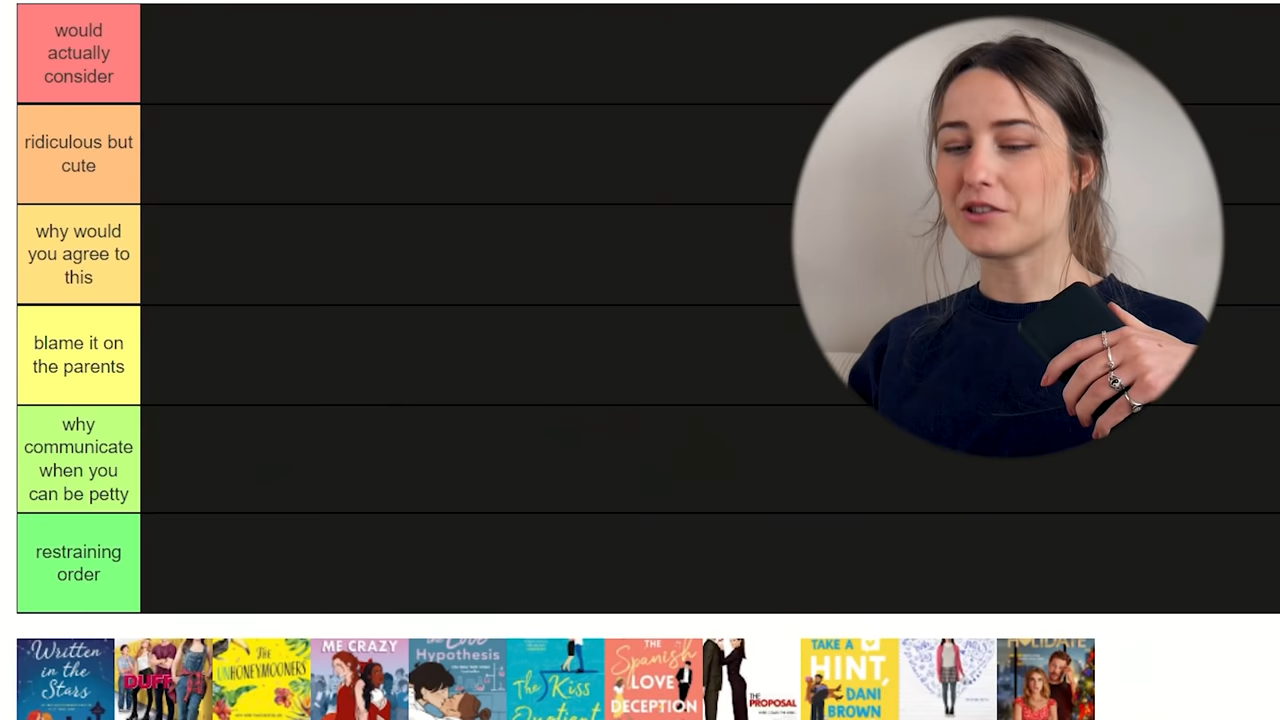 would
actually
consider
ridiculous but
cute
why would
you agree to
this
blame it on
the parents
why
communicate
when you
can be petty
restraining
order
Written
in the
Stars
DUFF
THE
UNHONEYMOONERS
ME CRAZY
Hypothesis
The Kiss
Quotient
THE
Spanish
LOVE
DECEPTION
THE
PROPOSAL
TAKE A
HINT,
DANI
BROWN
HOLIDATE